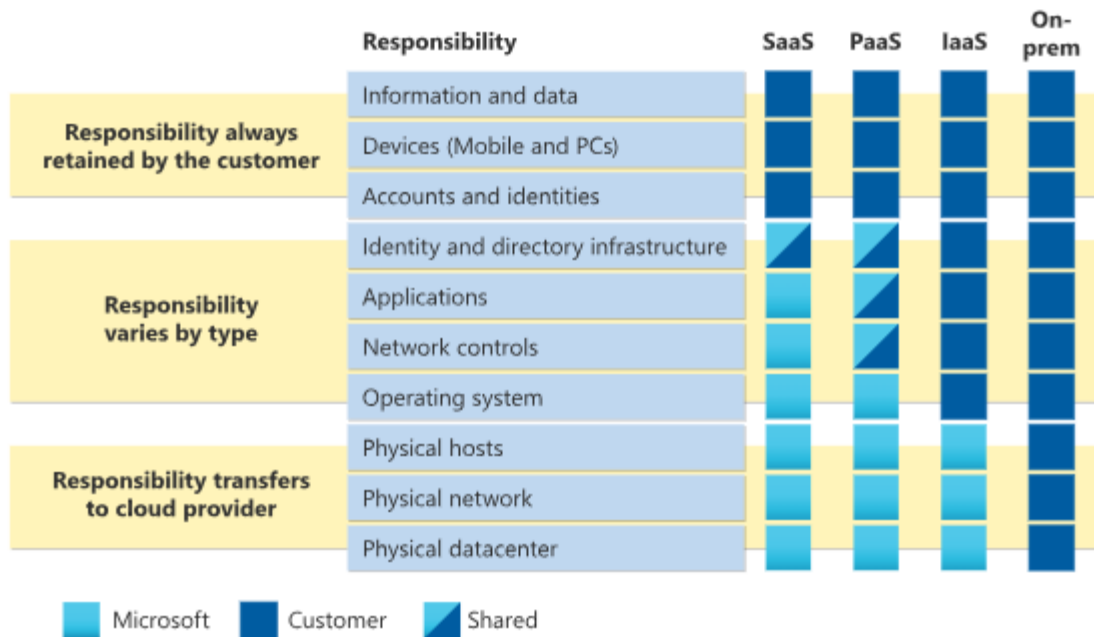 Responsibility SaaS PaaS IaaS On-
prem
Responsibility always
retained by the customer
Information and data
Devices (Mobile and PCs)
Accounts and identities
Responsibility
varies by type
Identity and directory infrastructure
Applications
Network controls
Operating system
Responsibility transfers
to cloud provider
Physical hosts
Physical network
Physical datacenter
Microsoft Customer Shared